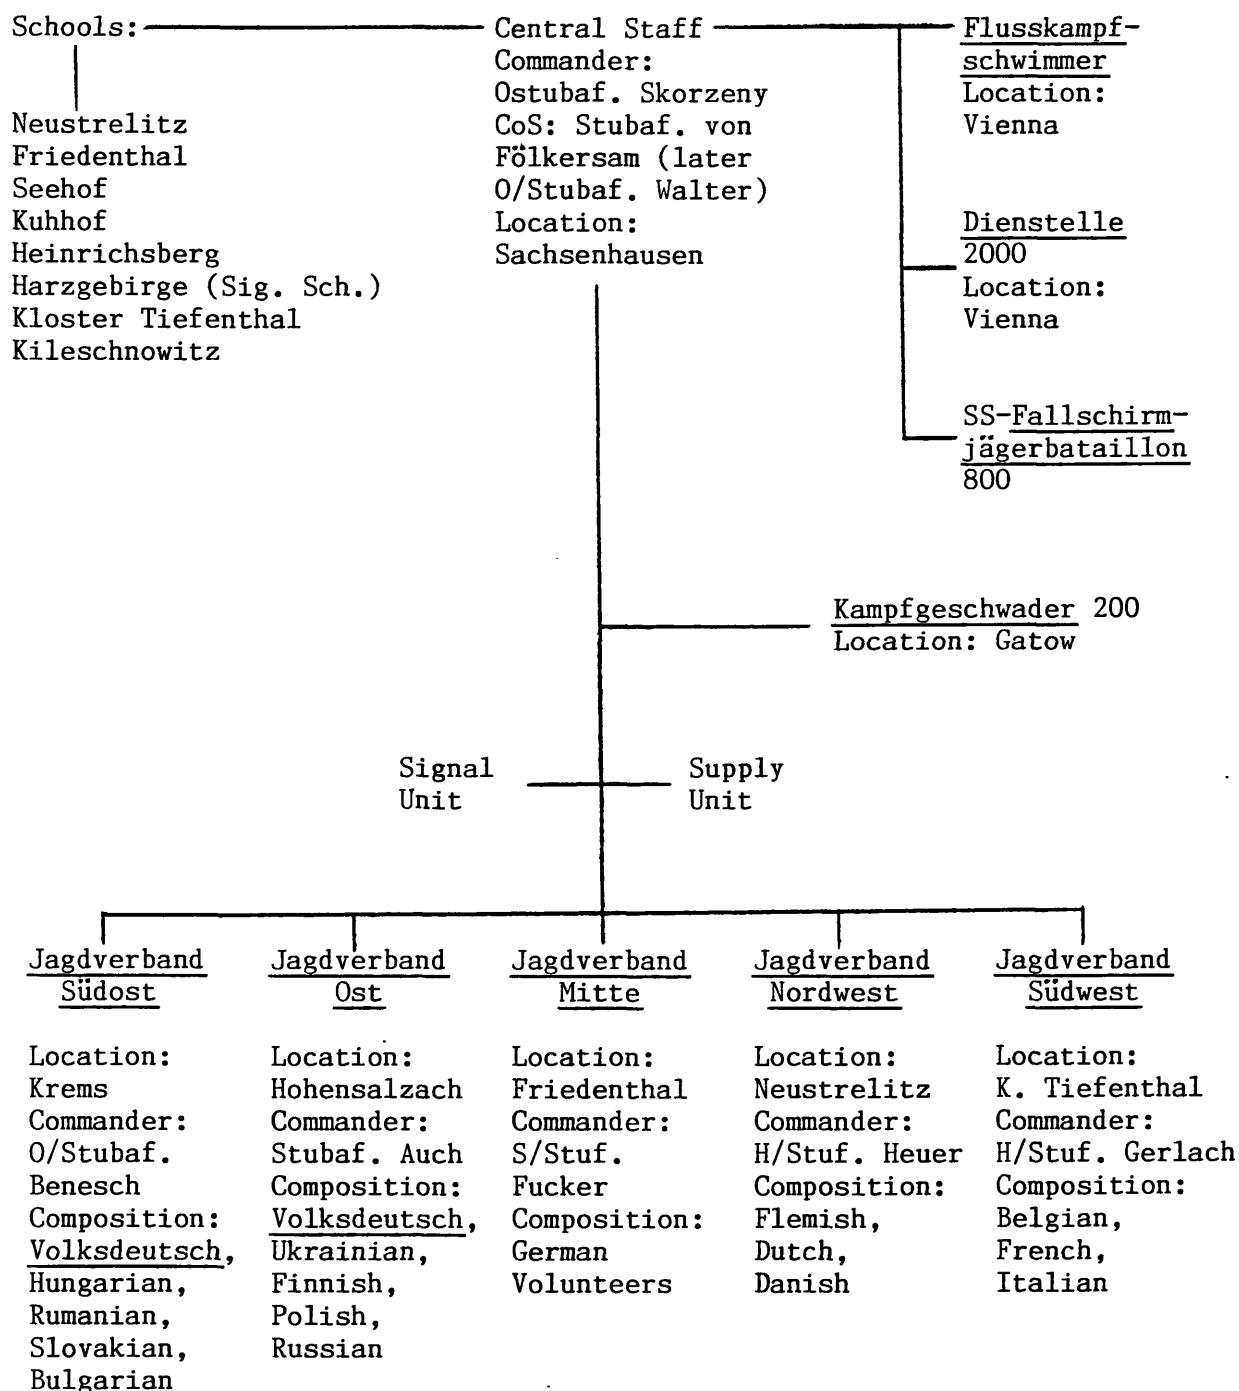 Schools:
Neustrelitz
Friedenthal
Seehof
Kuhhof
Heinrichsberg
Harzgebirge (Sig. Sch.)
Kloster Tiefenthal
Kileschnowitz
Central Staff
Commander:
Ostubaf. Skorzeny
CoS: Stubaf. von
Fölkersam (later
O/Stubaf. Walter)
Location:
Sachsenhausen
Flusskampf-
schwimmer
Location:
Vienna
Dienstelle
2000
Location:
Vienna
SS-Fallschirm-
jägerbataillon
800
Kampfgeschwader 200
Location: Gatow
Signal
Unit
Supply
Unit
Jagdverband
Südost
Location:
Krems
Commander:
O/Stubaf.
Benesch
Composition:
Volksdeutsch,
Hungarian,
Rumanian,
Slovakian,
Bulgarian
Jagdverband
Ost
Location:
Hohensalzach
Commander:
Stubaf. Auch
Composition:
Volksdeutsch,
Ukrainian,
Finnish,
Polish,
Russian
Jagdverband
Mitte
Location:
Friedenthal
Commander:
S/Stuf.
Fucker
Composition:
German
Volunteers
Jagdverband
Nordwest
Location:
Neustrelitz
Commander:
H/Stuf. Heuer
Composition:
Flemish,
Dutch,
Danish
Jagdverband
Südwest
Location:
K. Tiefenthal
Commander:
H/Stuf. Gerlach
Composition:
Belgian,
French,
Italian